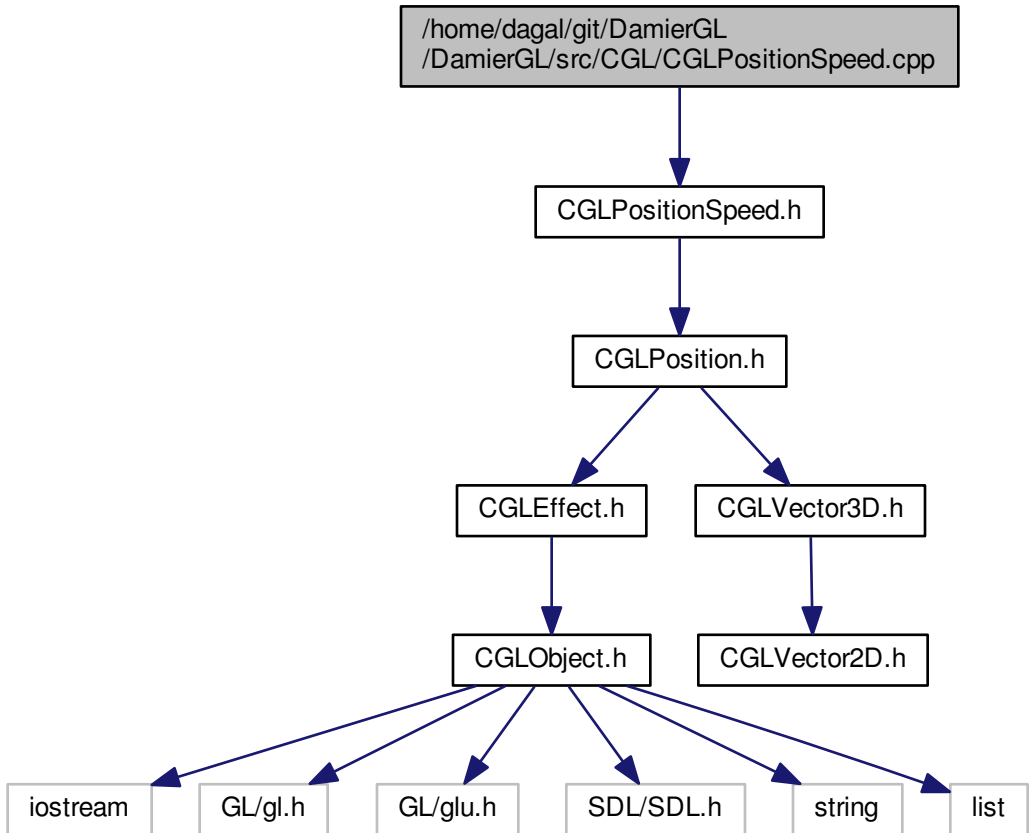 /home/dagal/git/DamierGL
/DamierGL/src/CGL/CGLPositionSpeed.cpp
CGLPositionSpeed.h
CGLPosition.h
CGLEffect.h
CGLVector3D.h
CGLObject.h
CGLVector2D.h
iostream
GL/gl.h
GL/glu.h
SDL/SDL.h
string
list